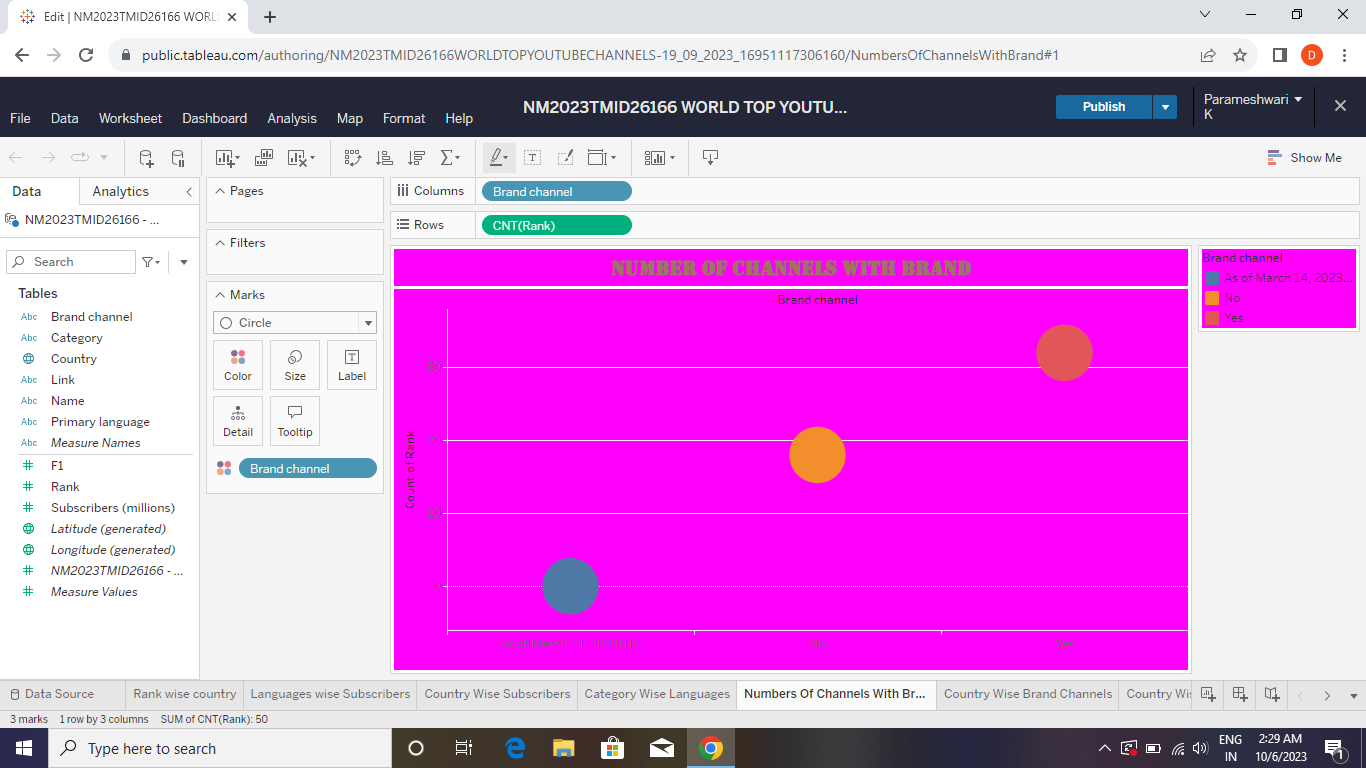 Edit | NM2023TMID26166 WORL
public.tableau.com/authoring/NM2023TMID26166WORLDTOPYOUTUBECHANNELS-19_09_2023_16951117306160/NumbersOfChannelsWithBrand#1
D
NM2023TMID26166 WORLD TOP YOUTU...
Publish
Parameshwari
K
File Data Worksheet Dashboard Analysis Map Format Help
Show Me
Data Analytics
Pages
Columns
Brand channel
NM2023TMID26166 - ...
Rows
CNT(Rank)
Filters
Search
Tables
Abc Brand channel
Abc Category
Country
Abc Link
Abc Name
Abc Primary language
Abc Measure Names
F1
Rank
Subscribers (millions)
Latitude (generated)
Longitude (generated)
NM2023TMID26166 - ...
Measure Values
Marks
Circle
Color Size Label
Detail Tooltip
Brand channel
NUMBER OF CHANNELS WITH BRAND
Brand channel
Count of Rank
30
20
10
0
No Yes
Brand channel
As of March 14, 2023...
No
Yes
Data Source Rank wise country Languages wise Subscribers Country Wise Subscribers Category Wise Languages Numbers Of Channels With Br... Country Wise Brand Channels Country Wi
3 marks 1 row by 3 columns SUM of CNT(Rank): 50
Type here to search
ENG
IN
2:29 AM
10/6/2023
1